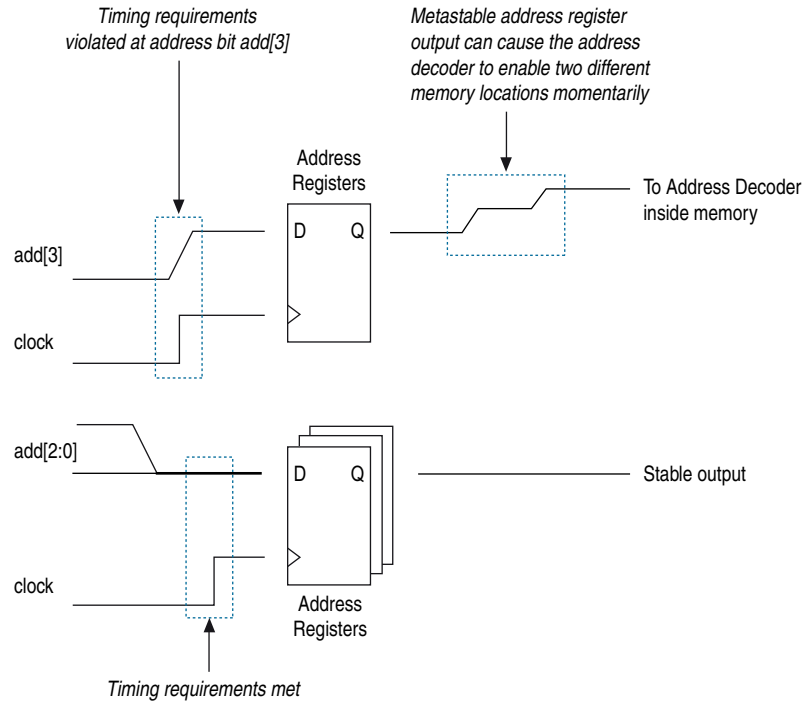 Timing requirements
violated at address bit add[3]
Metastable address register
output can cause the address
decoder to enable two different
memory locations momentarily
Address
Registers
D Q
To Address Decoder
inside memory
add[3]
clock
add[2:0]
D Q
Stable output
clock
Address
Registers
Timing requirements met